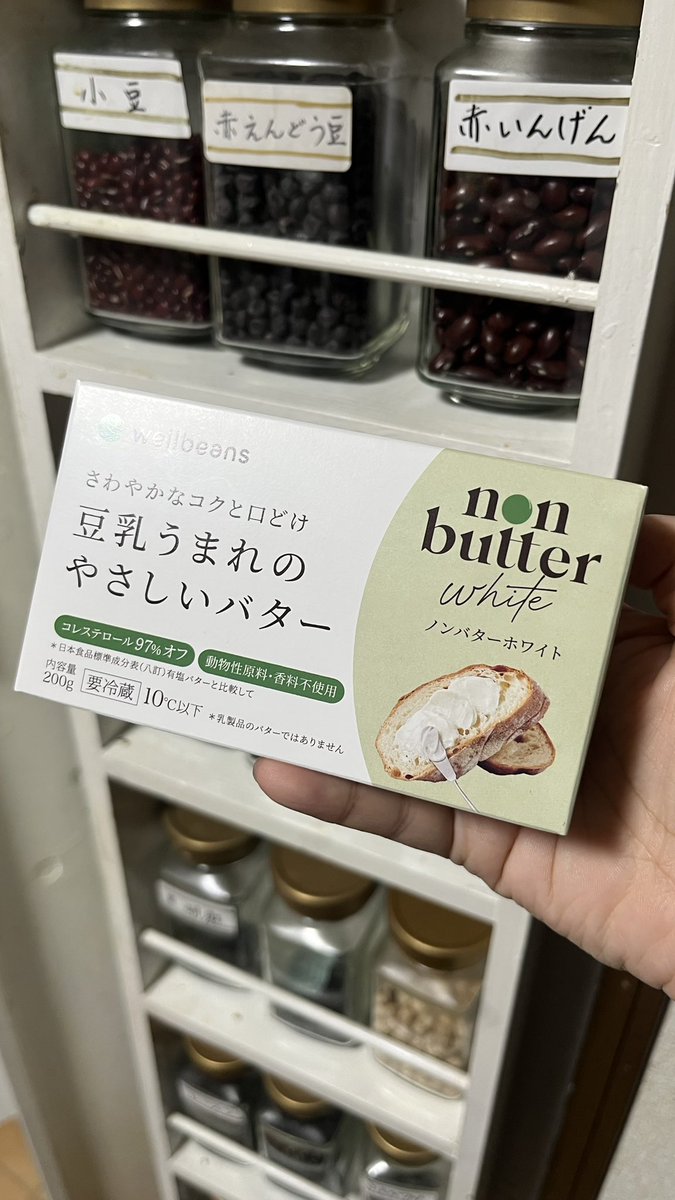 小豆
赤えんどう豆
赤いんげん
wellbeans
さわやかなコクと口どけ
豆乳うまれの
やさしいバター
コレステロール97%オフ
動物性原料・香料不使用
*日本食品標準成分表(八訂)有塩バターと比較して
内容量
200g
要冷蔵
10℃以下
*乳製品のバターではありません
non
butter
white
ノンバターホワイト